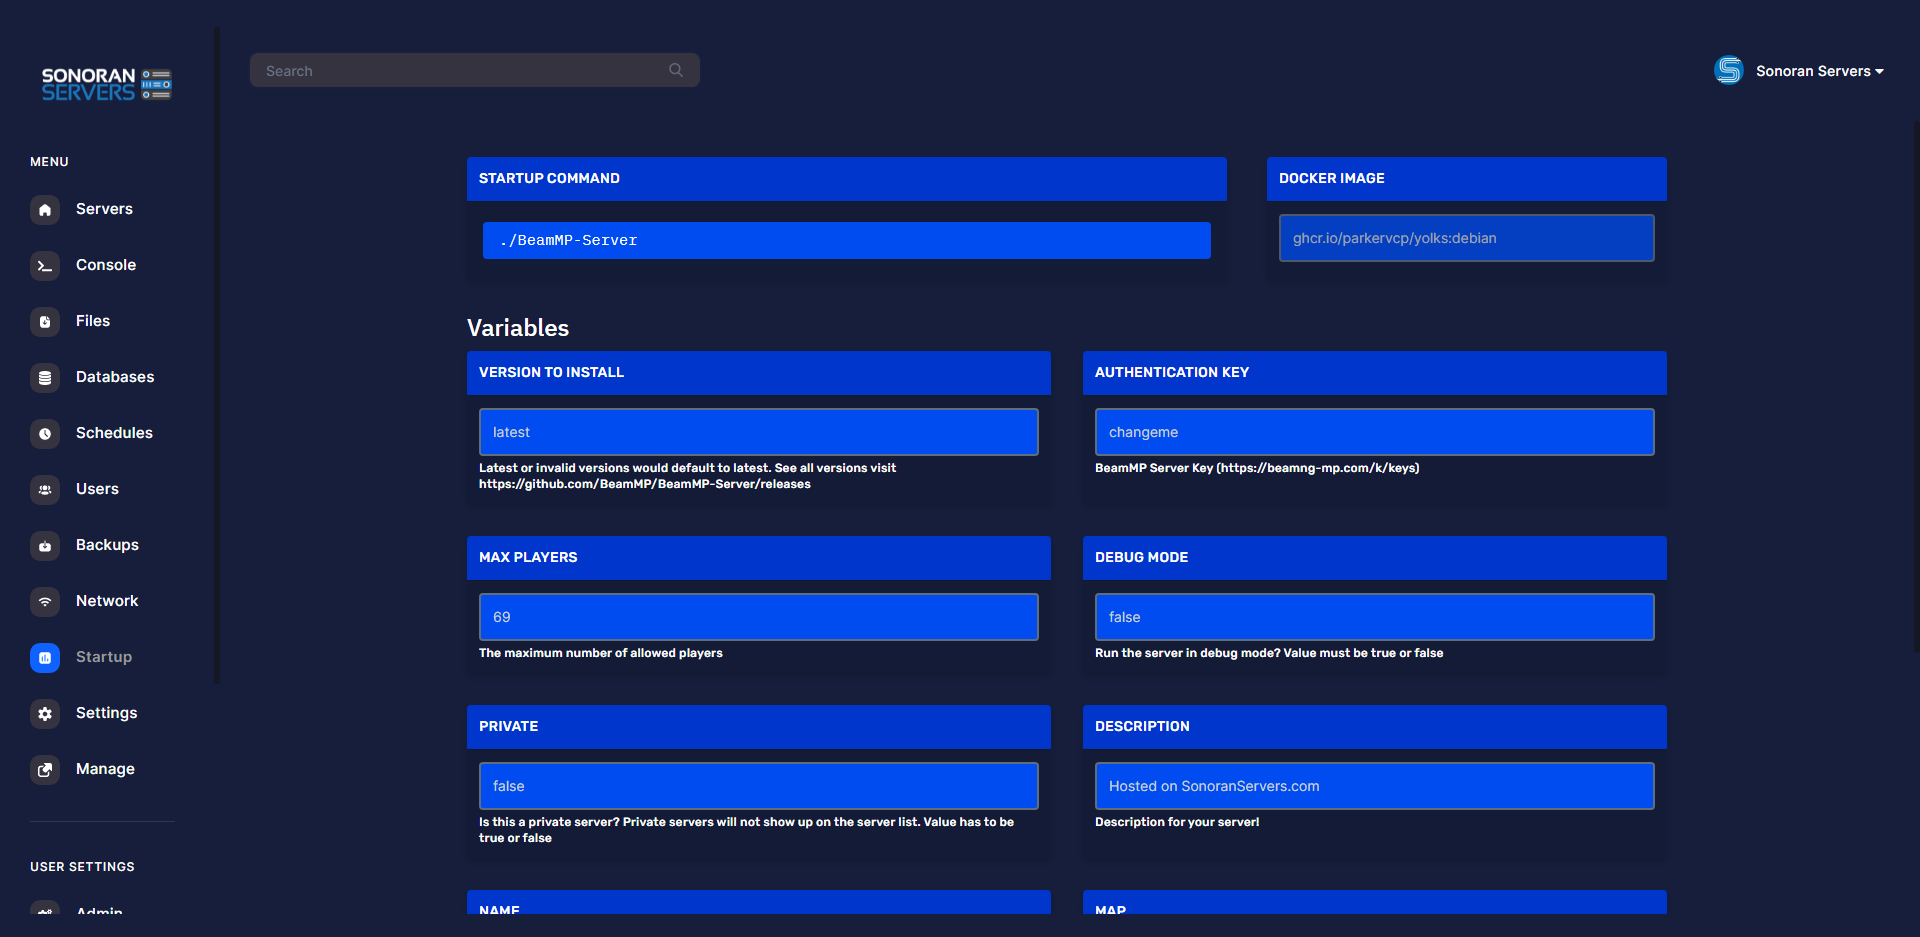 SONORAN
SERVERS
Search
Sonoran Servers
MENU
Servers
Console
Files
Databases
Schedules
Users
Backups
Network
Startup
Settings
Manage
USER SETTINGS
Admin
STARTUP COMMAND
./BeamMP-Server
DOCKER IMAGE
ghcr.io/parkervcp/yolks:debian
Variables
VERSION TO INSTALL
latest
Latest or invalid versions would default to latest. See all versions visit
https://github.com/BeamMP/BeamMP-Server/releases
AUTHENTICATION KEY
changeme
BeamMP Server Key (https://beamng-mp.com/k/keys)
MAX PLAYERS
69
The maximum number of allowed players
DEBUG MODE
false
Run the server in debug mode? Value must be true or false
PRIVATE
false
Is this a private server? Private servers will not show up on the server list. Value has to be
true or false
DESCRIPTION
Hosted on SonoranServers.com
Description for your server!
NAME
MAP